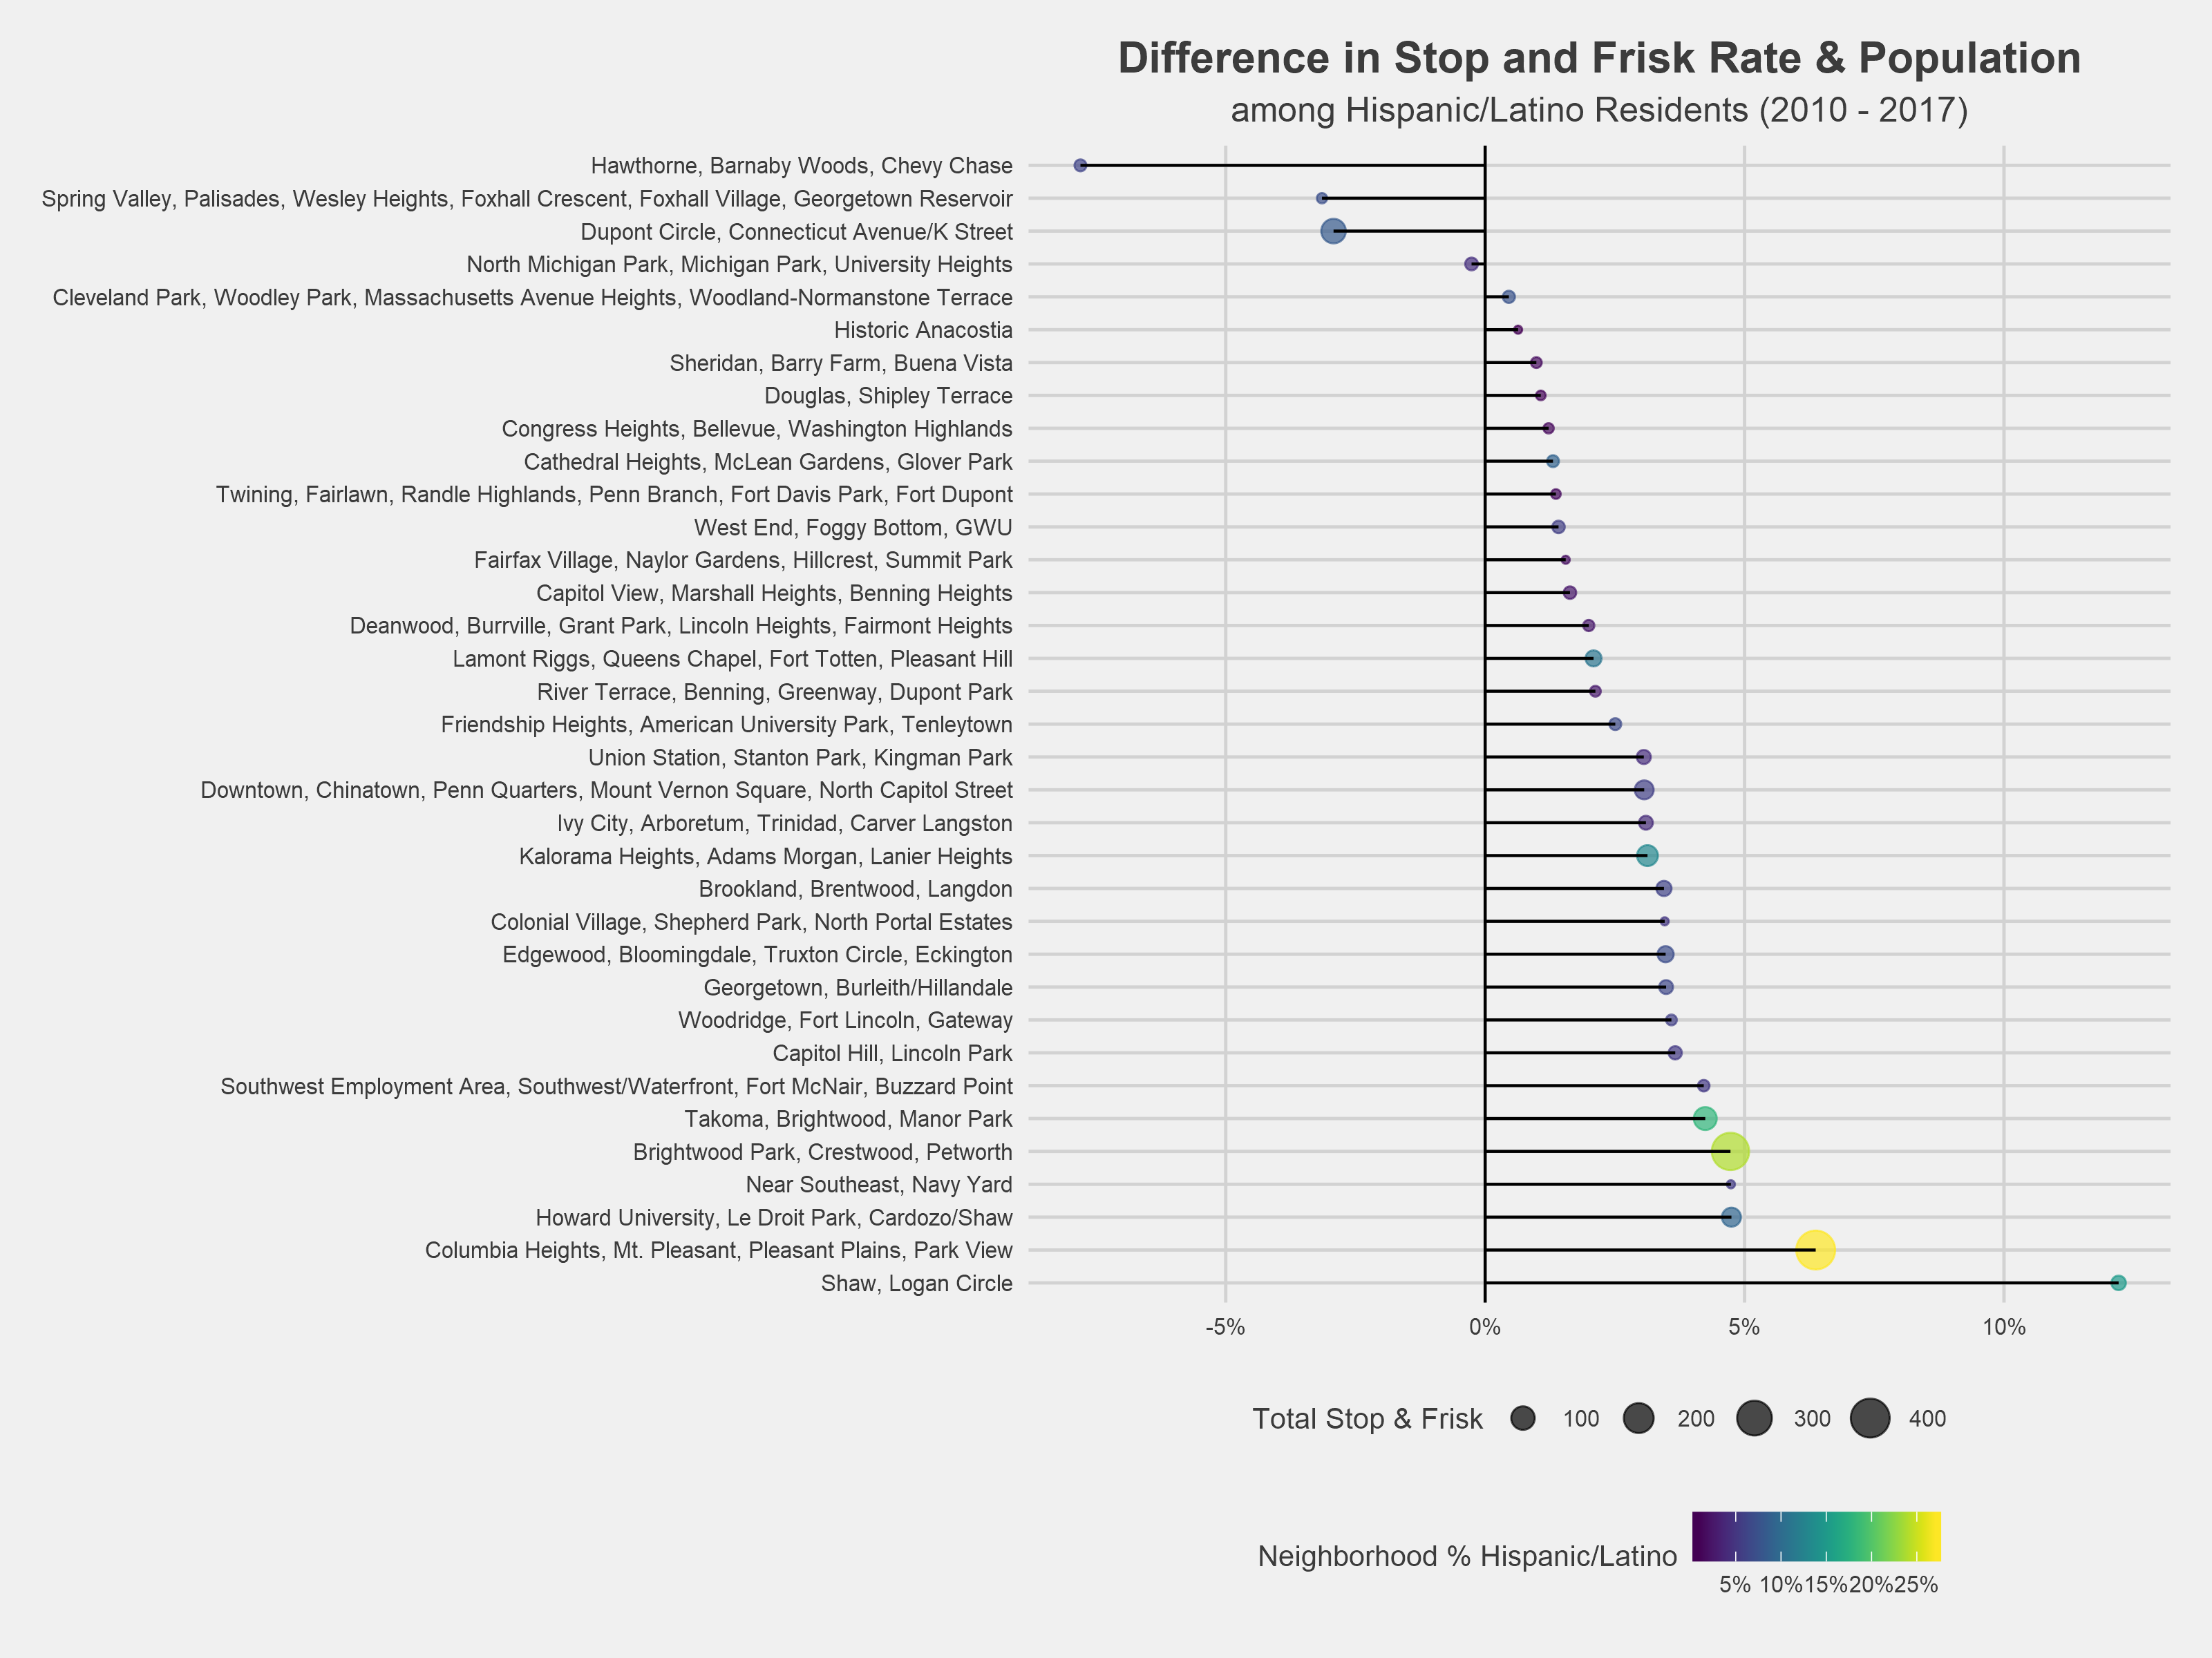 Difference in Stop and Frisk Rate & Population
among Hispanic/Latino Residents (2010 - 2017)
Hawthorne, Barnaby Woods, Chevy Chase
Spring Valley, Palisades, Wesley Heights, Foxhall Crescent, Foxhall Village, Georgetown Reservoir
Dupont Circle, Connecticut Avenue/K Street
North Michigan Park, Michigan Park, University Heights
Cleveland Park, Woodley Park, Massachusetts Avenue Heights, Woodland-Normanstone Terrace
Historic Anacostia
Sheridan, Barry Farm, Buena Vista
Douglas, Shipley Terrace
Congress Heights, Bellevue, Washington Highlands
Cathedral Heights, McLean Gardens, Glover Park
Twining, Fairlawn, Randle Highlands, Penn Branch, Fort Davis Park, Fort Dupont
West End, Foggy Bottom, GWU
Fairfax Village, Naylor Gardens, Hillcrest, Summit Park
Capitol View, Marshall Heights, Benning Heights
Deanwood, Burrville, Grant Park, Lincoln Heights, Fairmont Heights
Lamont Riggs, Queens Chapel, Fort Totten, Pleasant Hill
River Terrace, Benning, Greenway, Dupont Park
Friendship Heights, American University Park, Tenleytown
Union Station, Stanton Park, Kingman Park
Downtown, Chinatown, Penn Quarters, Mount Vernon Square, North Capitol Street
Ivy City, Arboretum, Trinidad, Carver Langston
Kalorama Heights, Adams Morgan, Lanier Heights
Brookland, Brentwood, Langdon
Colonial Village, Shepherd Park, North Portal Estates
Edgewood, Bloomingdale, Truxton Circle, Eckington
Georgetown, Burleith/Hillandale
Woodridge, Fort Lincoln, Gateway
Capitol Hill, Lincoln Park
Southwest Employment Area, Southwest/Waterfront, Fort McNair, Buzzard Point
Takoma, Brightwood, Manor Park
Brightwood Park, Crestwood, Petworth
Near Southeast, Navy Yard
Howard University, Le Droit Park, Cardozo/Shaw
Columbia Heights, Mt. Pleasant, Pleasant Plains, Park View
Shaw, Logan Circle
-5% 0% 5% 10%
Total Stop & Frisk 100 200 300 400
Neighborhood % Hispanic/Latino
5% 10% 15% 20% 25%